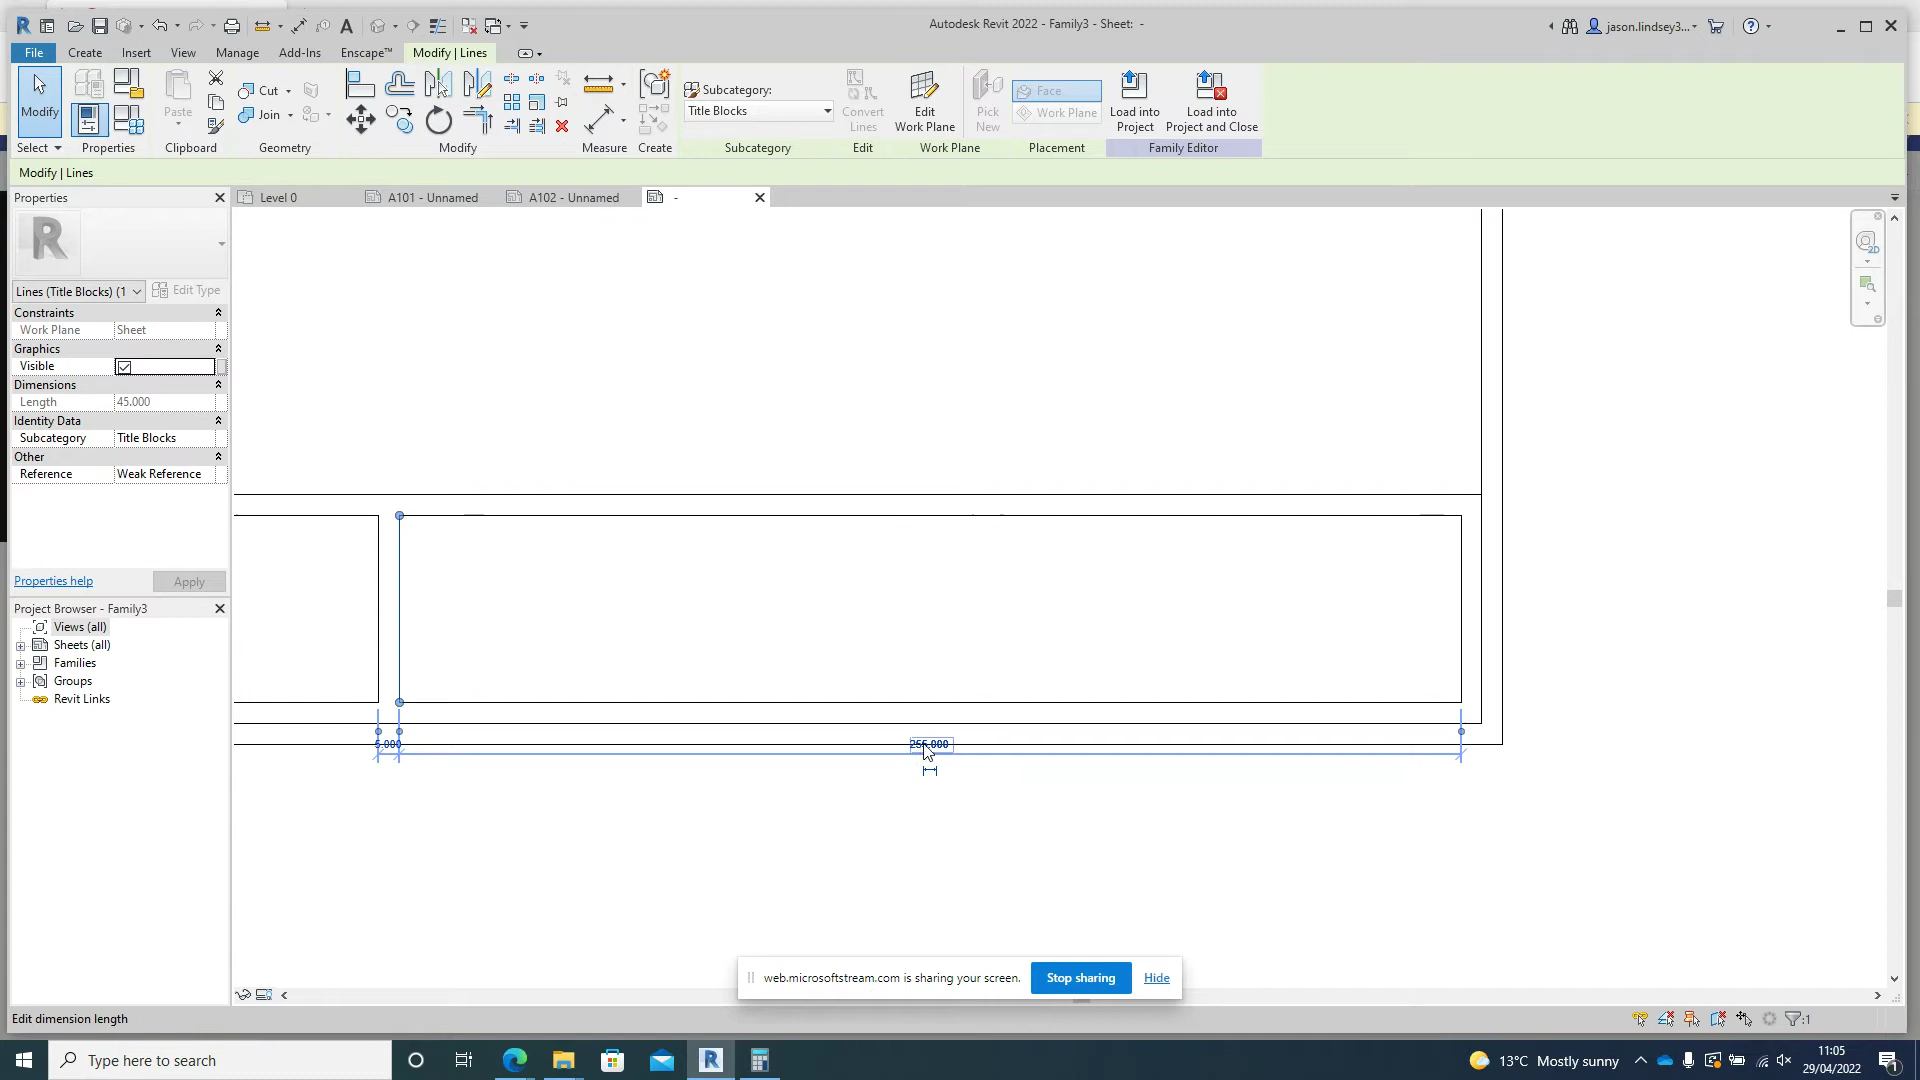 Autodesk Revit 2022 - Family3 - Sheet: -
jason.lindsey3...
File
Create
Insert
View
Manage
Add-Ins
Enscape™
Modify | Lines
Modify
Paste
Cut
Join
Subcategory:
Title Blocks
Convert
Lines
Edit
Work Plane
Pick
New
Face
Work Plane
Load into
Project
Load into
Project and Close
Select
Properties
Clipboard
Geometry
Modify
Measure
Create
Subcategory
Edit
Work Plane
Placement
Family Editor
Modify | Lines
Properties
Level 0
A101 - Unnamed
A102 - Unnamed
-
Lines (Title Blocks) (1
Edit Type
Constraints
Work Plane
Sheet
Graphics
Visible
Dimensions
Length
45.000
Identity Data
Subcategory
Title Blocks
Other
Reference
Weak Reference
Properties help
Apply
Project Browser - Family3
Views (all)
Sheets (all)
Families
Groups
Revit Links
2D
5.000
web.microsoftstream.com is sharing your screen.
Stop sharing
Hide
Edit dimension length
:1
Type here to search
13°C Mostly sunny
11:05
29/04/2022
1